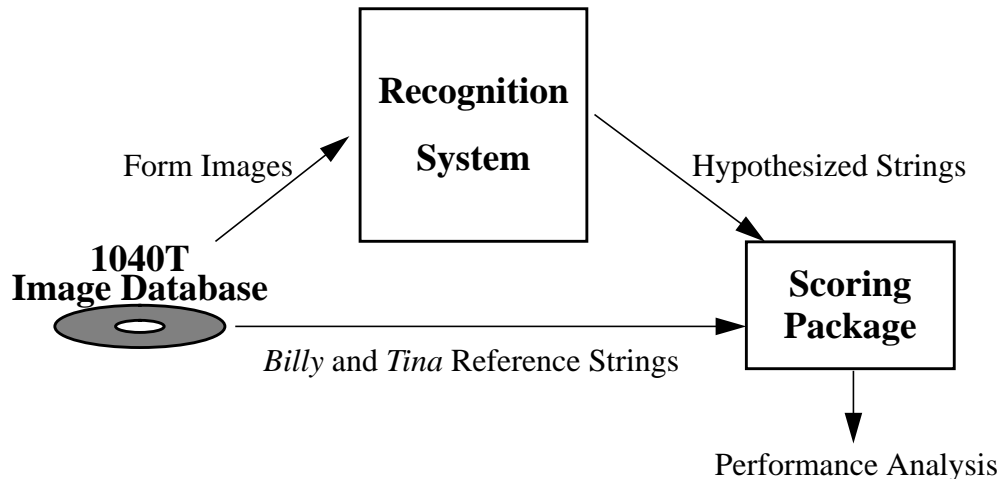 Recognition
System
Form Images
Hypothesized Strings
1040T
Image Database
Scoring
Package
Billy and Tina Reference Strings
Performance Analysis